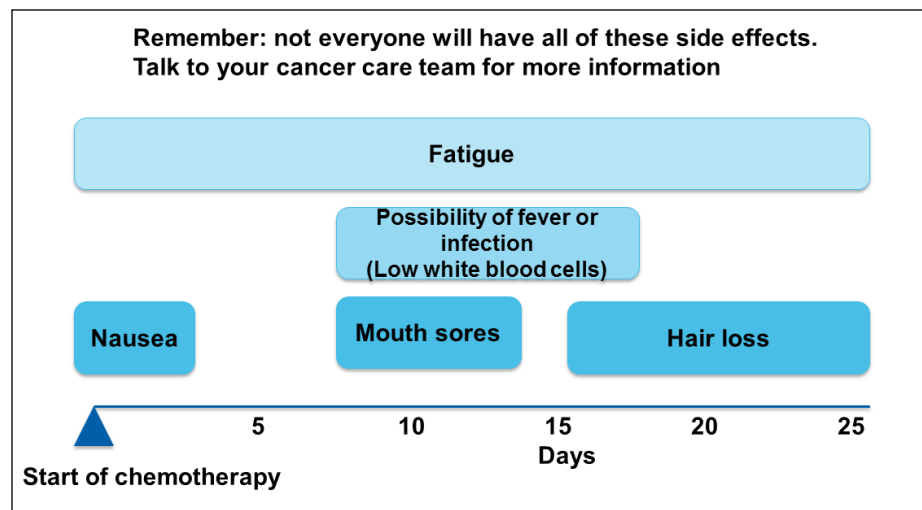 Remember: not everyone will have all of these side effects.
Talk to your cancer care team for more information
Fatigue
Possibility of fever or
infection
(Low white blood cells)
Nausea
Mouth sores
Hair loss
5
10
15
20
25
Days
Start of chemotherapy